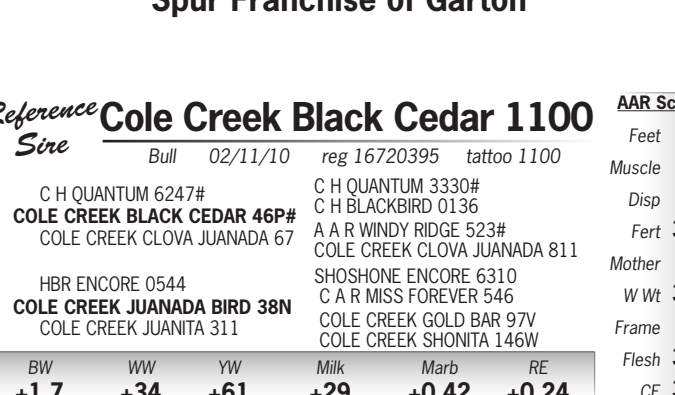 Spur Franchise of Garton
Reference Sire
Cole Creek Black Cedar 1100
Bull 02/11/10 reg 16720395 tattoo 1100
C H QUANTUM 6247#
COLE CREEK BLACK CEDAR 46P#
COLE CREEK CLOVA JUANADA 67
C H QUANTUM 3330#
C H BLACKBIRD 0136
A A R WINDY RIDGE 523#
COLE CREEK CLOVA JUANADA 811
HBR ENCORE 0544
COLE CREEK JUANADA BIRD 38N
COLE CREEK JUANITA 311
SHOSHONE ENCORE 6310
C A R MISS FOREVER 546
COLE CREEK GOLD BAR 97V
COLE CREEK SHONITA 146W
BW WW YW Milk Marb RE
+1.7 +34 +61 +29 +0.42 +0.24
AAR Sc
Feet
Muscle
Disp
Fert
Mother
W Wt
Frame
Flesh
CE